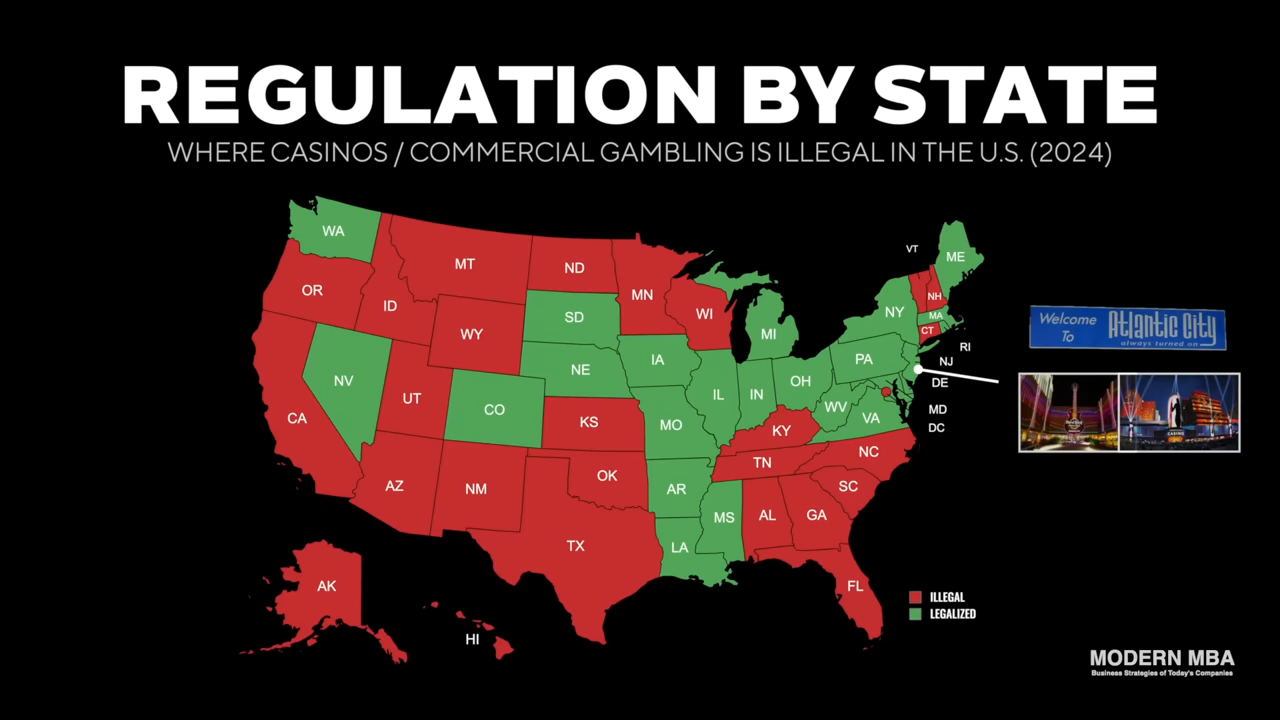 REGULATION BY STATE
WHERE CASINOS / COMMERCIAL GAMBLING IS ILLEGAL IN THE U.S. (2024)
WA
MT
ND
MN
OR
ID
WY
SD
WI
MI
VT
ME
NH
NY
MA
CT
RI
NJ
PA
DE
MD
DC
NV
UT
CO
NE
IA
IL
IN
OH
WV
VA
CA
KS
MO
KY
AZ
NM
OK
AR
TN
NC
SC
TX
LA
MS
AL
GA
FL
AK
HI
Welcome
To
Atlantic City
always turned on
CASINO
ILLEGAL
LEGALIZED
MODERN MBA
Business Strategies of Today's Companies